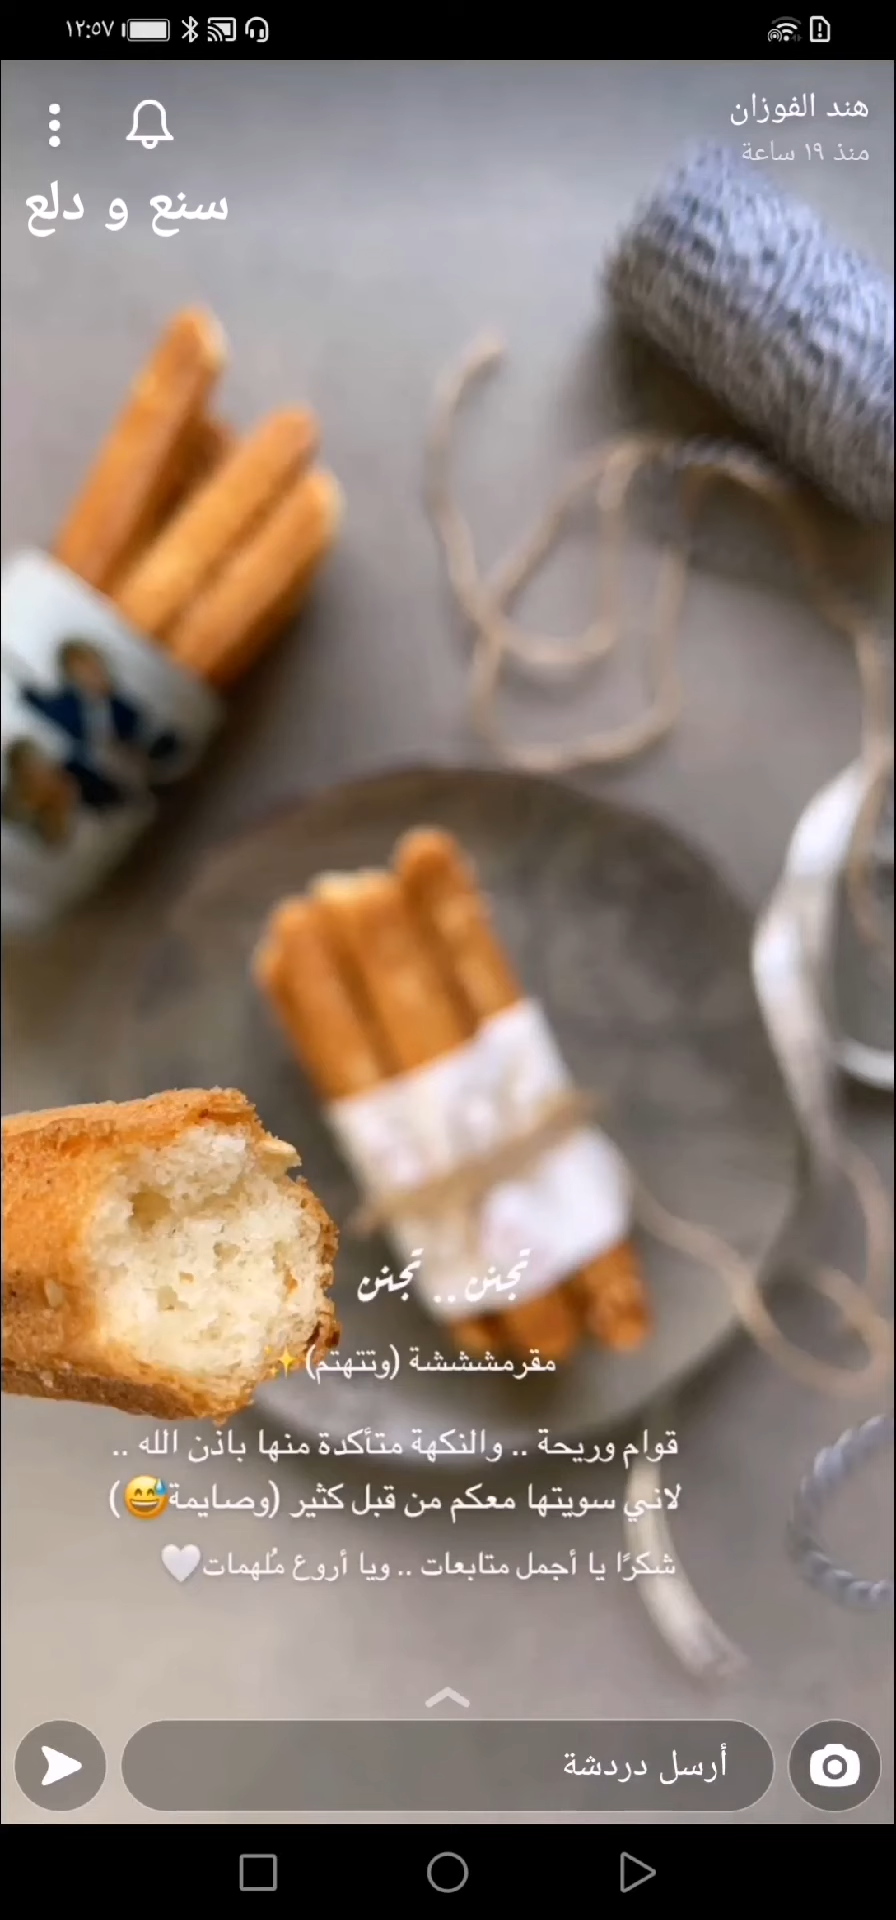 ١٢:٥٧
هند الفوزان
منذ ١٩ ساعة
سنع و دلع
تجنن.. تجنن
مقرمشششة (وتتهتم)✨
قوام وريحة .. والنكهة متأكدة منها باذن الله ..
لاني سويتها معكم من قبل كثير (وصايمة😅)
شكرًا يا أجمل متابعات .. ويا أروع مُلهمات🤍
أرسل دردشة